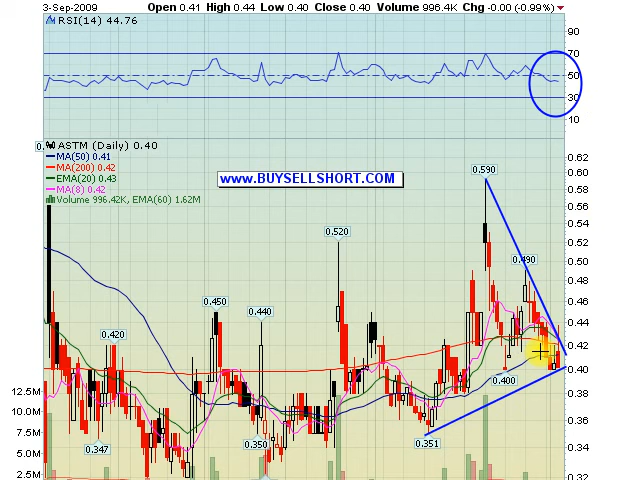 3-Sep-2009 Open 0.41 High 0.44 Low 0.40 Close 0.40 Volume 996.4K Chg -0.00 (-0.99%)
RSI(14) 44.76
90
70
50
30
10
ASTM (Daily) 0.40
MA(50) 0.41
MA(200) 0.42
EMA(20) 0.43
MA(8) 0.42
Volume 996.42K, EMA(60) 1.62M
www.BUYSELLSHORT.com
0.590
0.520
0.490
0.450
0.440
0.420
0.400
0.351
0.350
0.347
0.62
0.60
0.58
0.56
0.54
0.52
0.50
0.48
0.46
0.44
0.42
0.40
0.38
0.36
0.34
0.32
12.5M
10.0M
7.5M
5.0M
2.5M